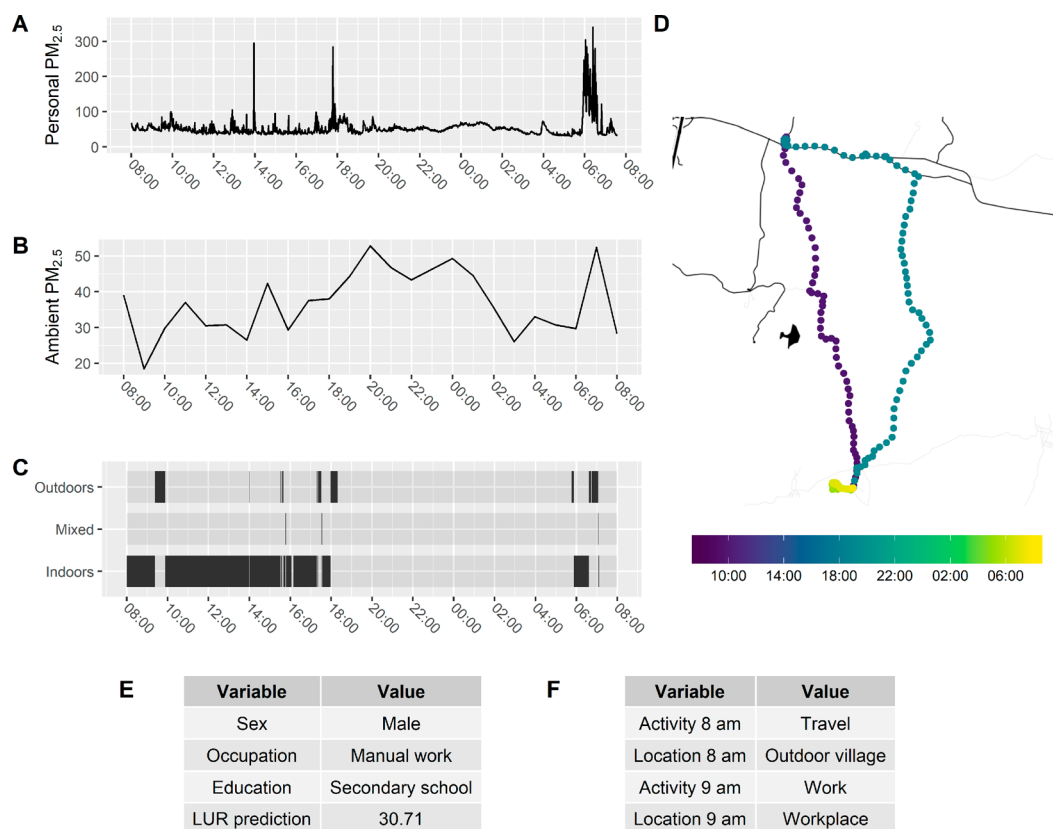 A
Personal PM2.5
300
200
100
0
08:00 10:00 12:00 14:00 16:00 18:00 20:00 22:00 00:00 02:00 04:00 06:00 08:00
B
Ambient PM2.5
50
40
30
20
08:00 10:00 12:00 14:00 16:00 18:00 20:00 22:00 00:00 02:00 04:00 06:00 08:00
C
Outdoors
Mixed
Indoors
08:00 10:00 12:00 14:00 16:00 18:00 20:00 22:00 00:00 02:00 04:00 06:00 08:00
D
10:00 14:00 18:00 22:00 02:00 06:00
E
Variable Value
Sex Male
Occupation Manual work
Education Secondary school
LUR prediction 30.71
F
Variable Value
Activity 8 am Travel
Location 8 am Outdoor village
Activity 9 am Work
Location 9 am Workplace